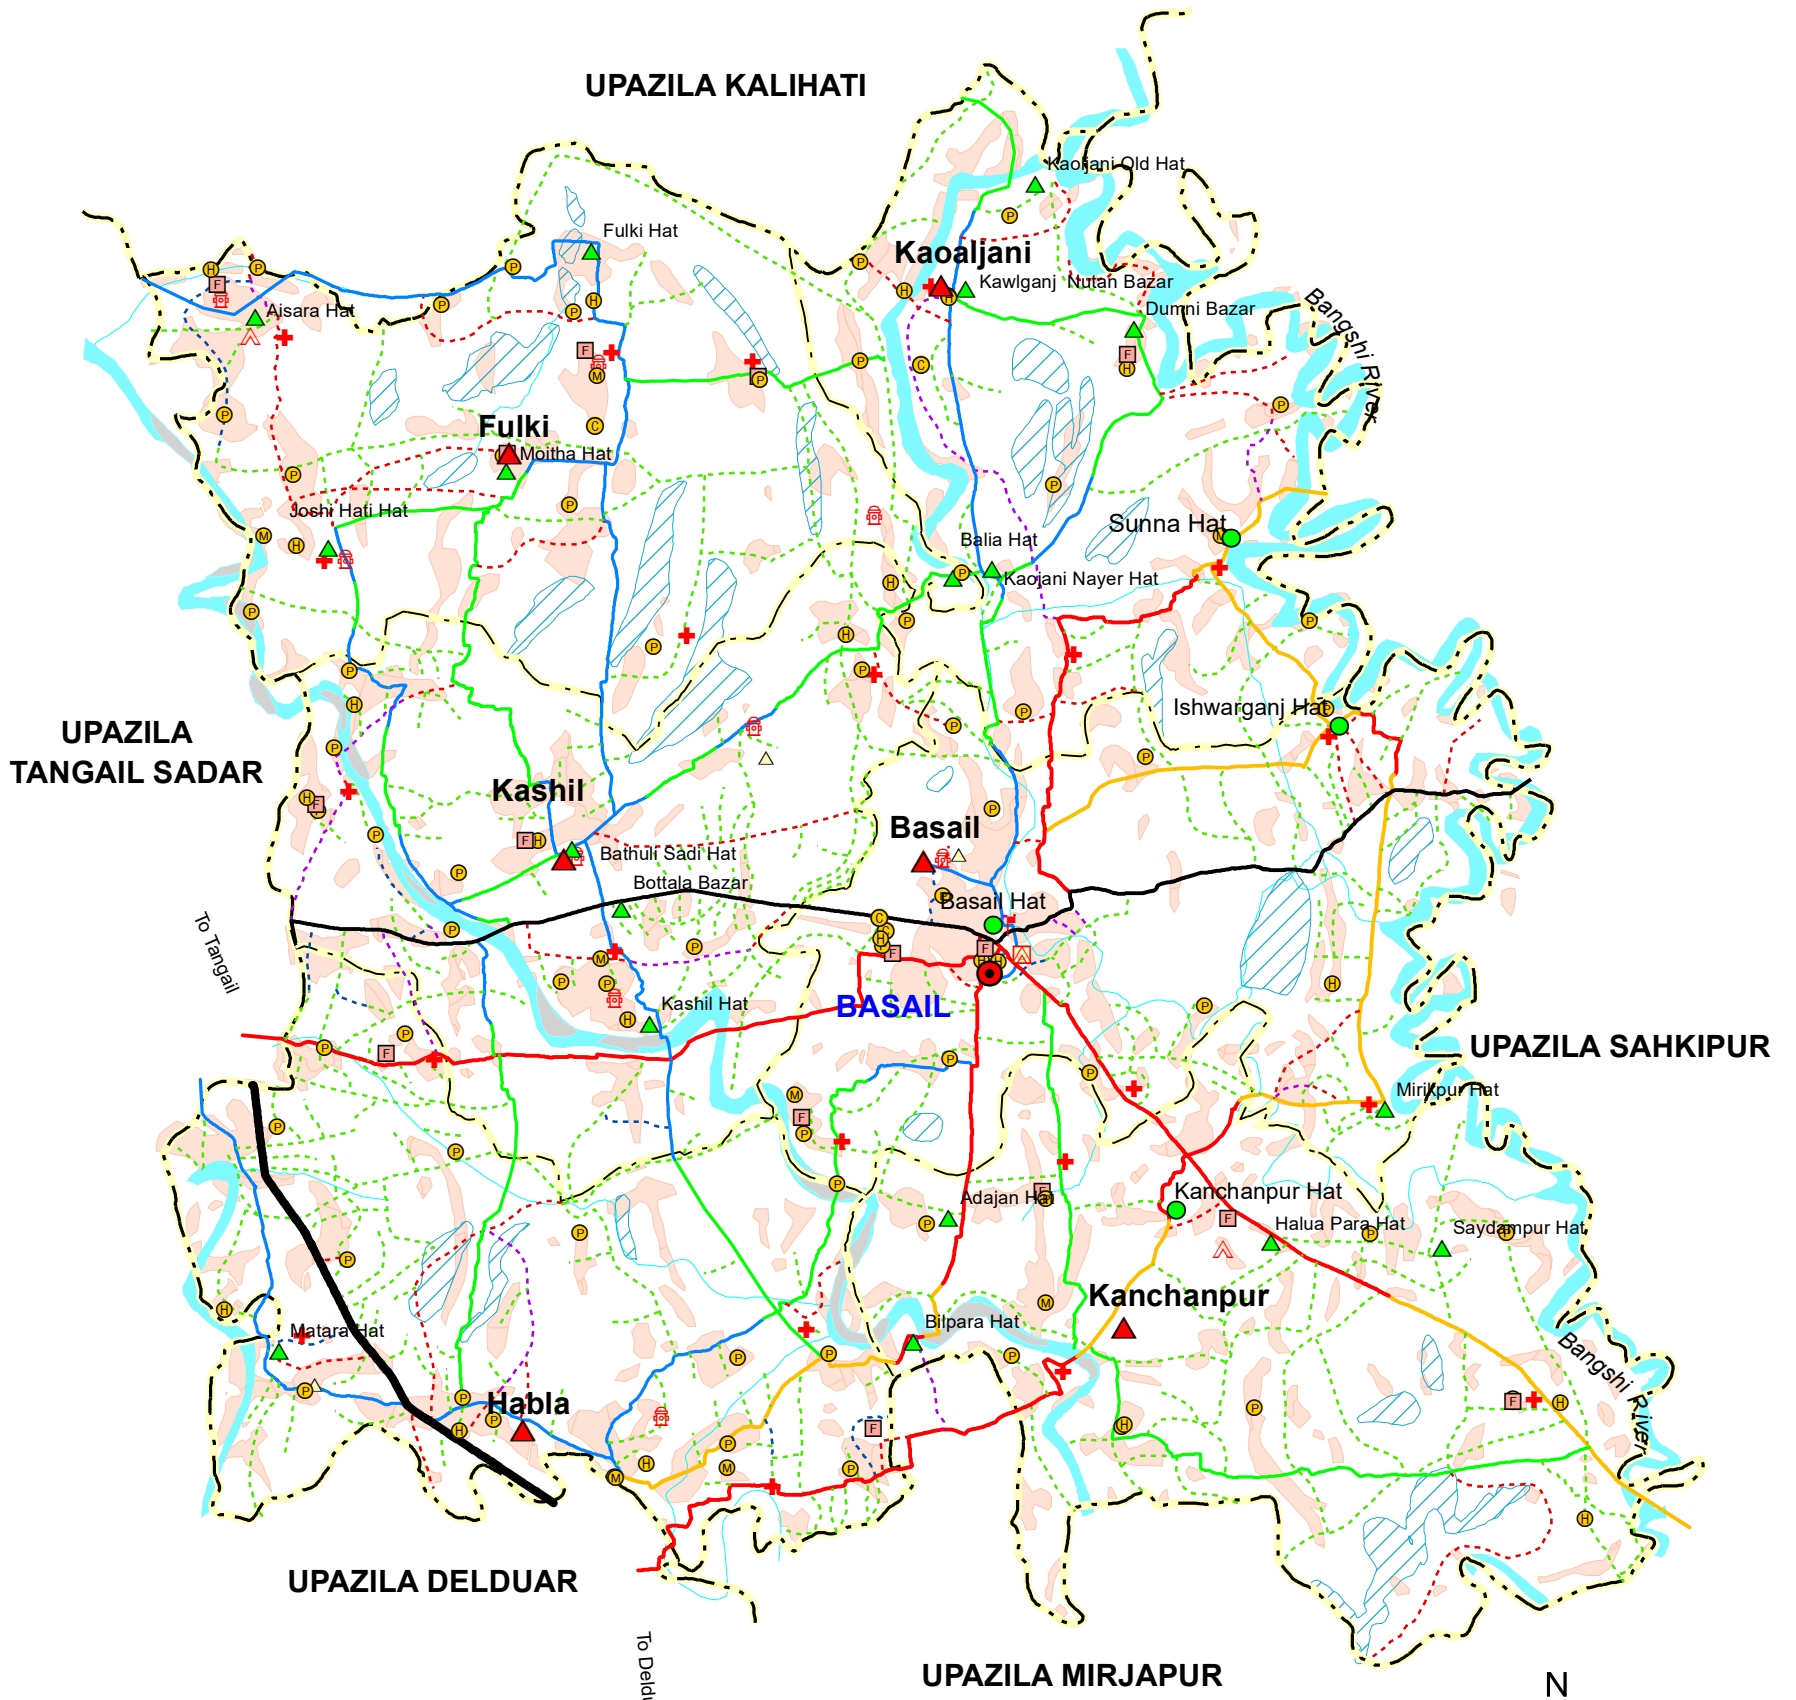 UPAZILA KALIHATI
Kaoljani Old Hat
Fulki Hat
Kaoaljani
Kawlganj Nutan Bazar
Aisara Hat
Dumni Bazar
Bangshi River
Fulki
Moitha Hat
Joshi Hati Hat
Sunna Hat
Balia Hat
Kaojani Nayer Hat
Ishwarganj Hat
UPAZILA
TANGAIL SADAR
Kashil
Basail
Bathuli Sadi Hat
Bottala Bazar
Basail Hat
To Tangail
Kashil Hat
BASAIL
UPAZILA SAHKIPUR
Mirikpur Hat
Adajan Hat
Kanchanpur Hat
Halua Para Hat
Saydampur Hat
Kanchanpur
Matara Hat
Bilpara Hat
Bangshi River
Habla
UPAZILA DELDUAR
To Deldu
UPAZILA MIRJAPUR
N